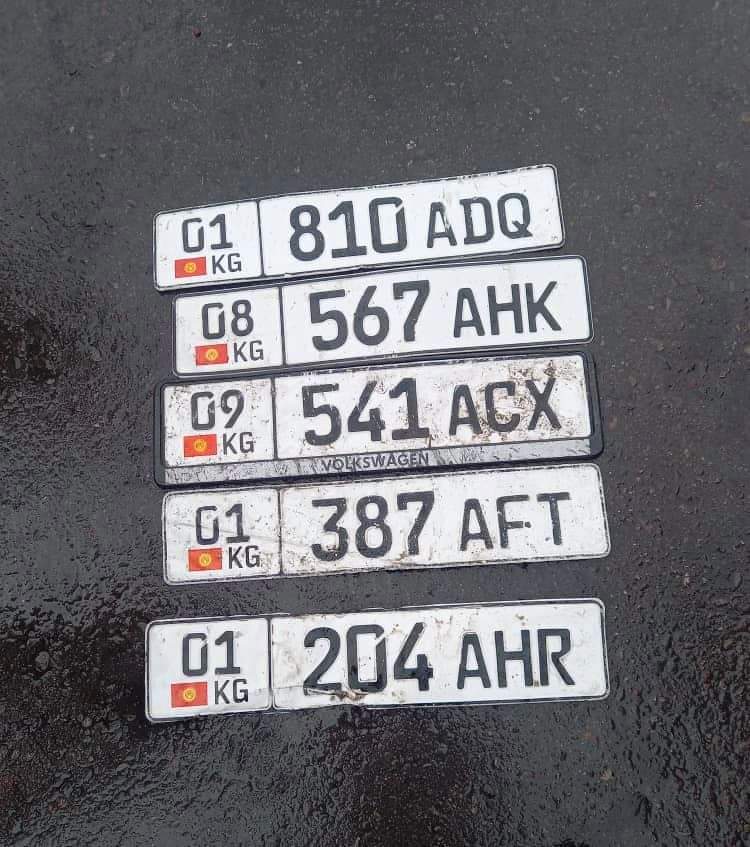 01 KG 810 ADQ
08 KG 567 AHK
09 KG 541 ACX
VOLKSWAGEN
01 KG 387 AFT
01 KG 204 AHR